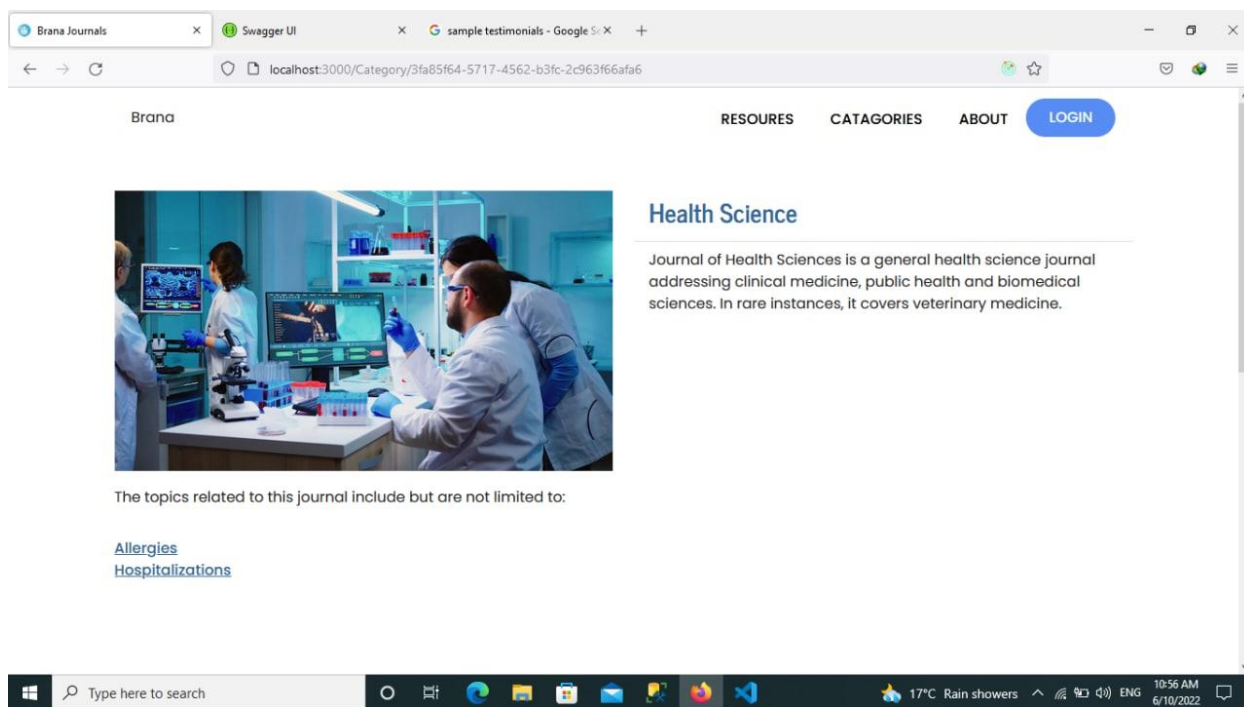 Brana Journals
Swagger UI
sample testimonials - Google Se
localhost:3000/Category/3fa85f64-5717-4562-b3fc-2c963f66afa6
Brana
RESOURES
CATAGORIES
ABOUT
LOGIN
Health Science
Journal of Health Sciences is a general health science journal
addressing clinical medicine, public health and biomedical
sciences. In rare instances, it covers veterinary medicine.
The topics related to this journal include but are not limited to:
Allergies
Hospitalizations
Type here to search
17°C Rain showers
ENG
10:56 AM
6/10/2022